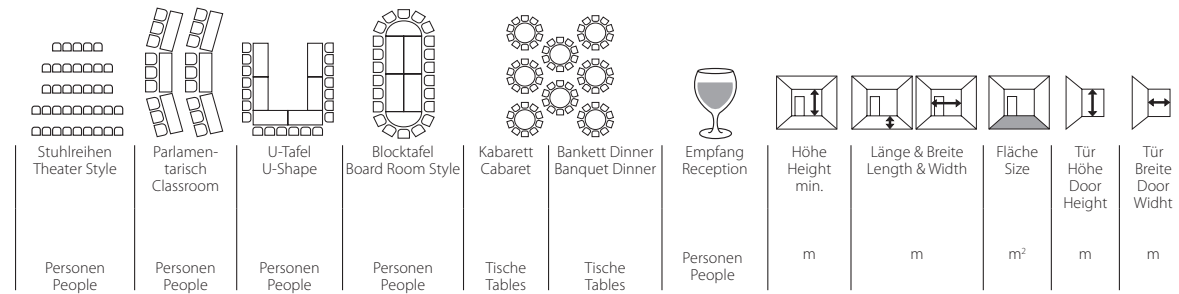 Stuhlreihen
Theater Style
Personen
People
Parlamen-
tarisch
Classroom
Personen
People
U-Tafel
U-Shape
Personen
People
Blocktafel
Board Room Style
Personen
People
Kabarett
Cabaret
Tische
Tables
Bankett Dinner
Banquet Dinner
Tische
Tables
Empfang
Reception
Personen
People
Höhe
Height
min.
m
Länge & Breite
Length & Width
m
Fläche
Size
m²
Tür
Höhe
Door
Height
m
Tür
Breite
Door
Widht
m